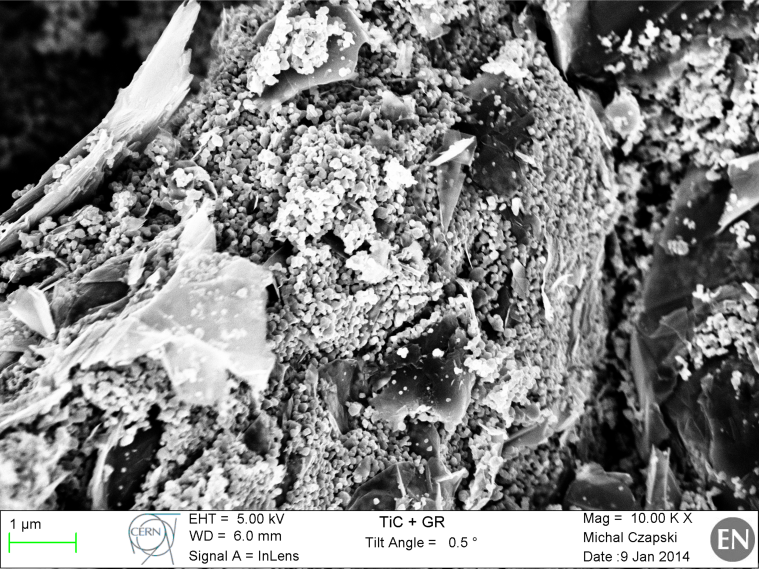 1 µm
CERN
EHT = 5.00 kV
WD = 6.0 mm
Signal A = InLens
TiC + GR
Tilt Angle = 0.5 °
Mag = 10.00 K X
Michal Czapski
Date :9 Jan 2014
EN